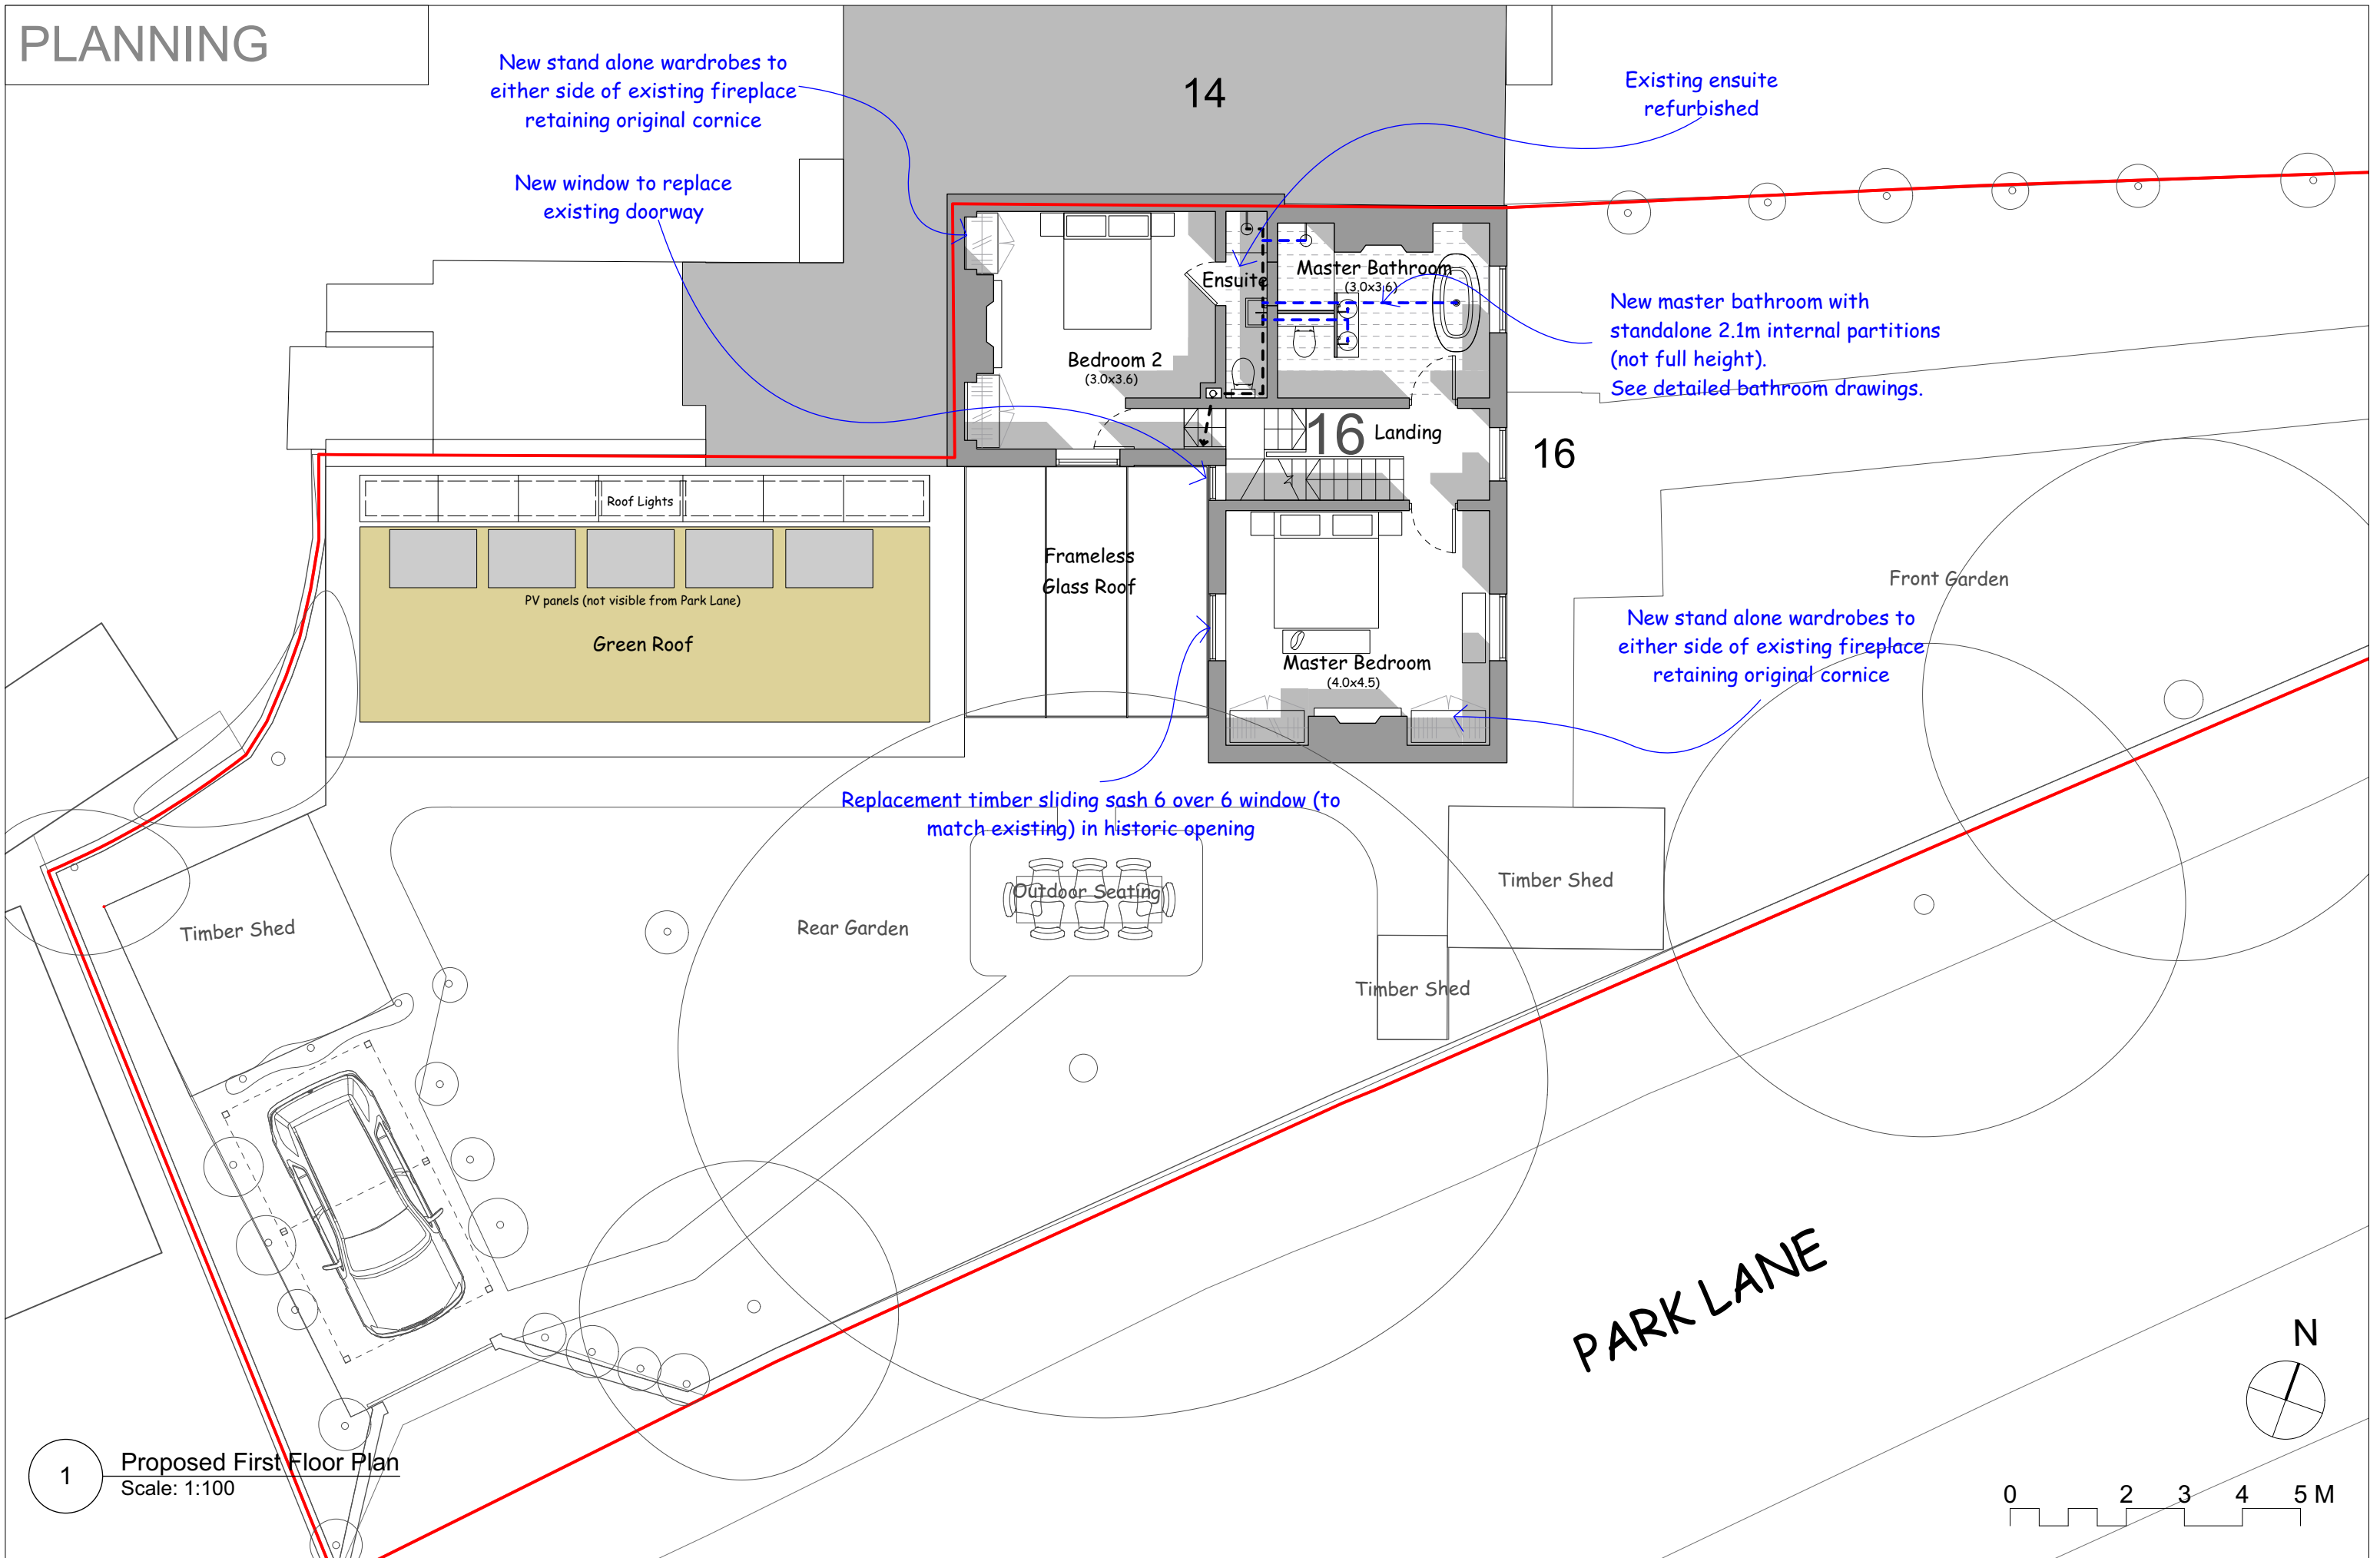 PLANNING
New stand alone wardrobes to
either side of existing fireplace
retaining original cornice
14
Existing ensuite
refurbished
New window to replace
existing doorway
Ensuite
Master Bathroom
(3.0x3.6)
New master bathroom with
standalone 2.1m internal partitions
(not full height).
See detailed bathroom drawings.
Bedroom 2
(3.0x3.6)
16
Landing
16
Roof Lights
Frameless
Glass Roof
PV panels (not visible from Park Lane)
Green Roof
Front Garden
New stand alone wardrobes to
either side of existing fireplace
retaining original cornice
Master Bedroom
(4.0x4.5)
Replacement timber sliding sash 6 over 6 window (to
match existing) in historic opening
Outdoor Seating
Timber Shed
Timber Shed
Rear Garden
Timber Shed
PARK LANE
N
1
Proposed First Floor Plan
Scale: 1:100
0 2 3 4 5 M